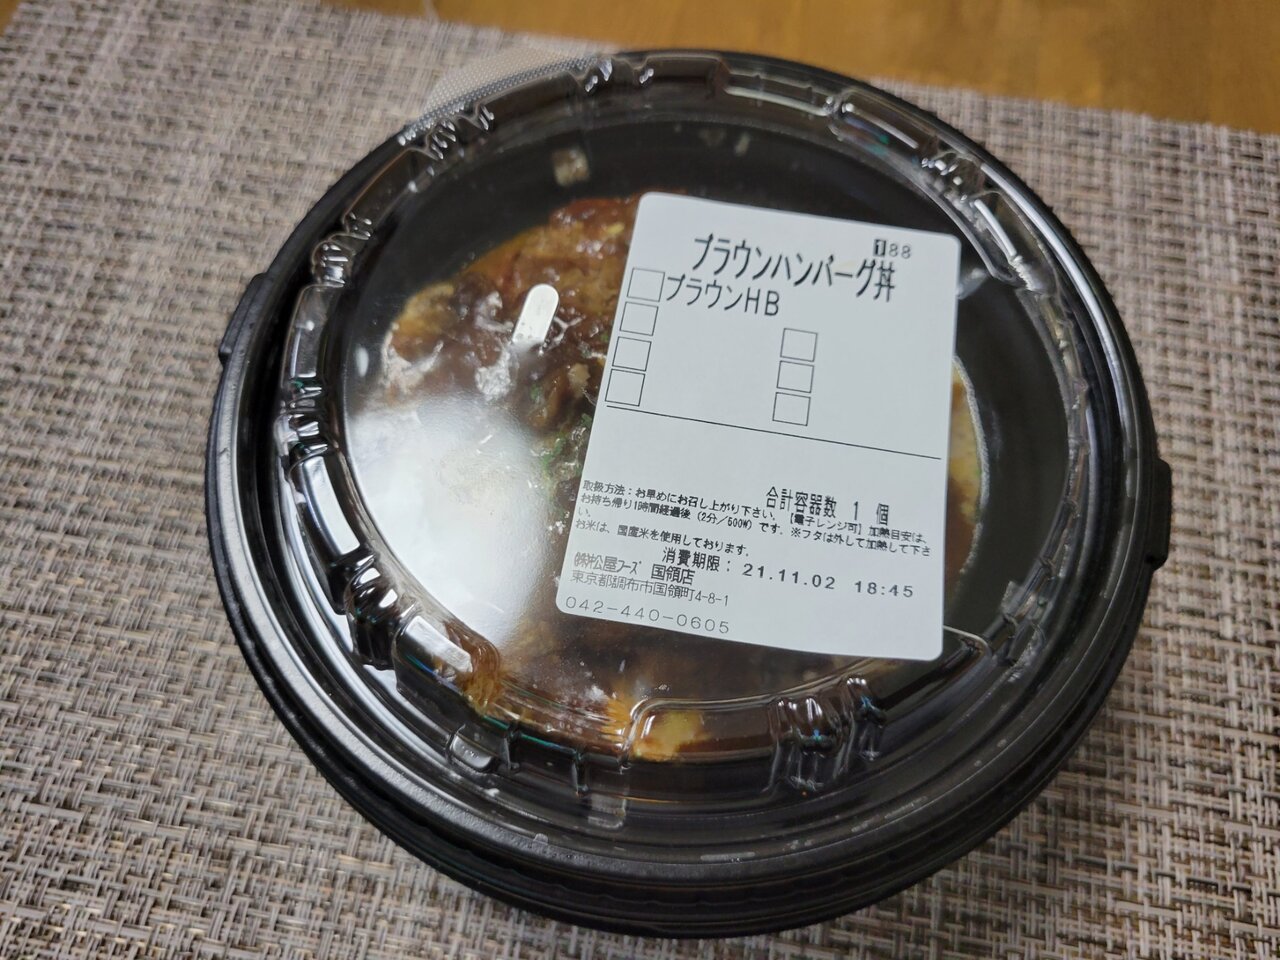 188
ブラウンハンバーグ丼
ブラウンHB
合計容器数 1 個
取扱方法：お早めにお召し上がり下さい。【電子レンジ可】加熱目安は、
お持ち帰り1時間経過後（2分／500W）です。※フタは外して加熱して下さ
い。
お米は、国産米を使用しております。
消費期限： 21.11.02 18:45
㈱松屋フーズ 国領店
東京都調布市国領町4-8-1
042-440-0605